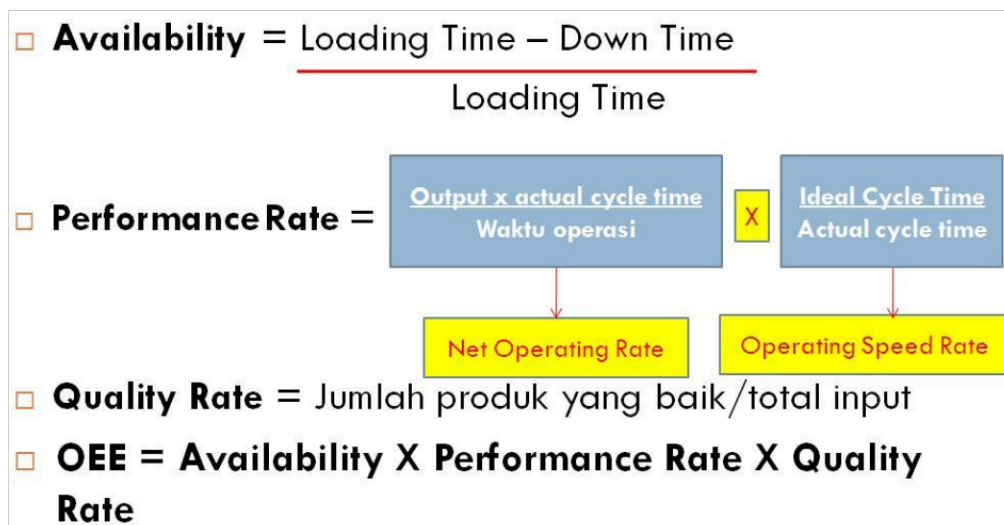 Availability = Loading Time – Down Time
Loading Time
Performance Rate = Output x actual cycle time X Ideal Cycle Time
Waktu operasi Actual cycle time
Net Operating Rate Operating Speed Rate
Quality Rate = Jumlah produk yang baik/total input
OEE = Availability X Performance Rate X Quality
Rate